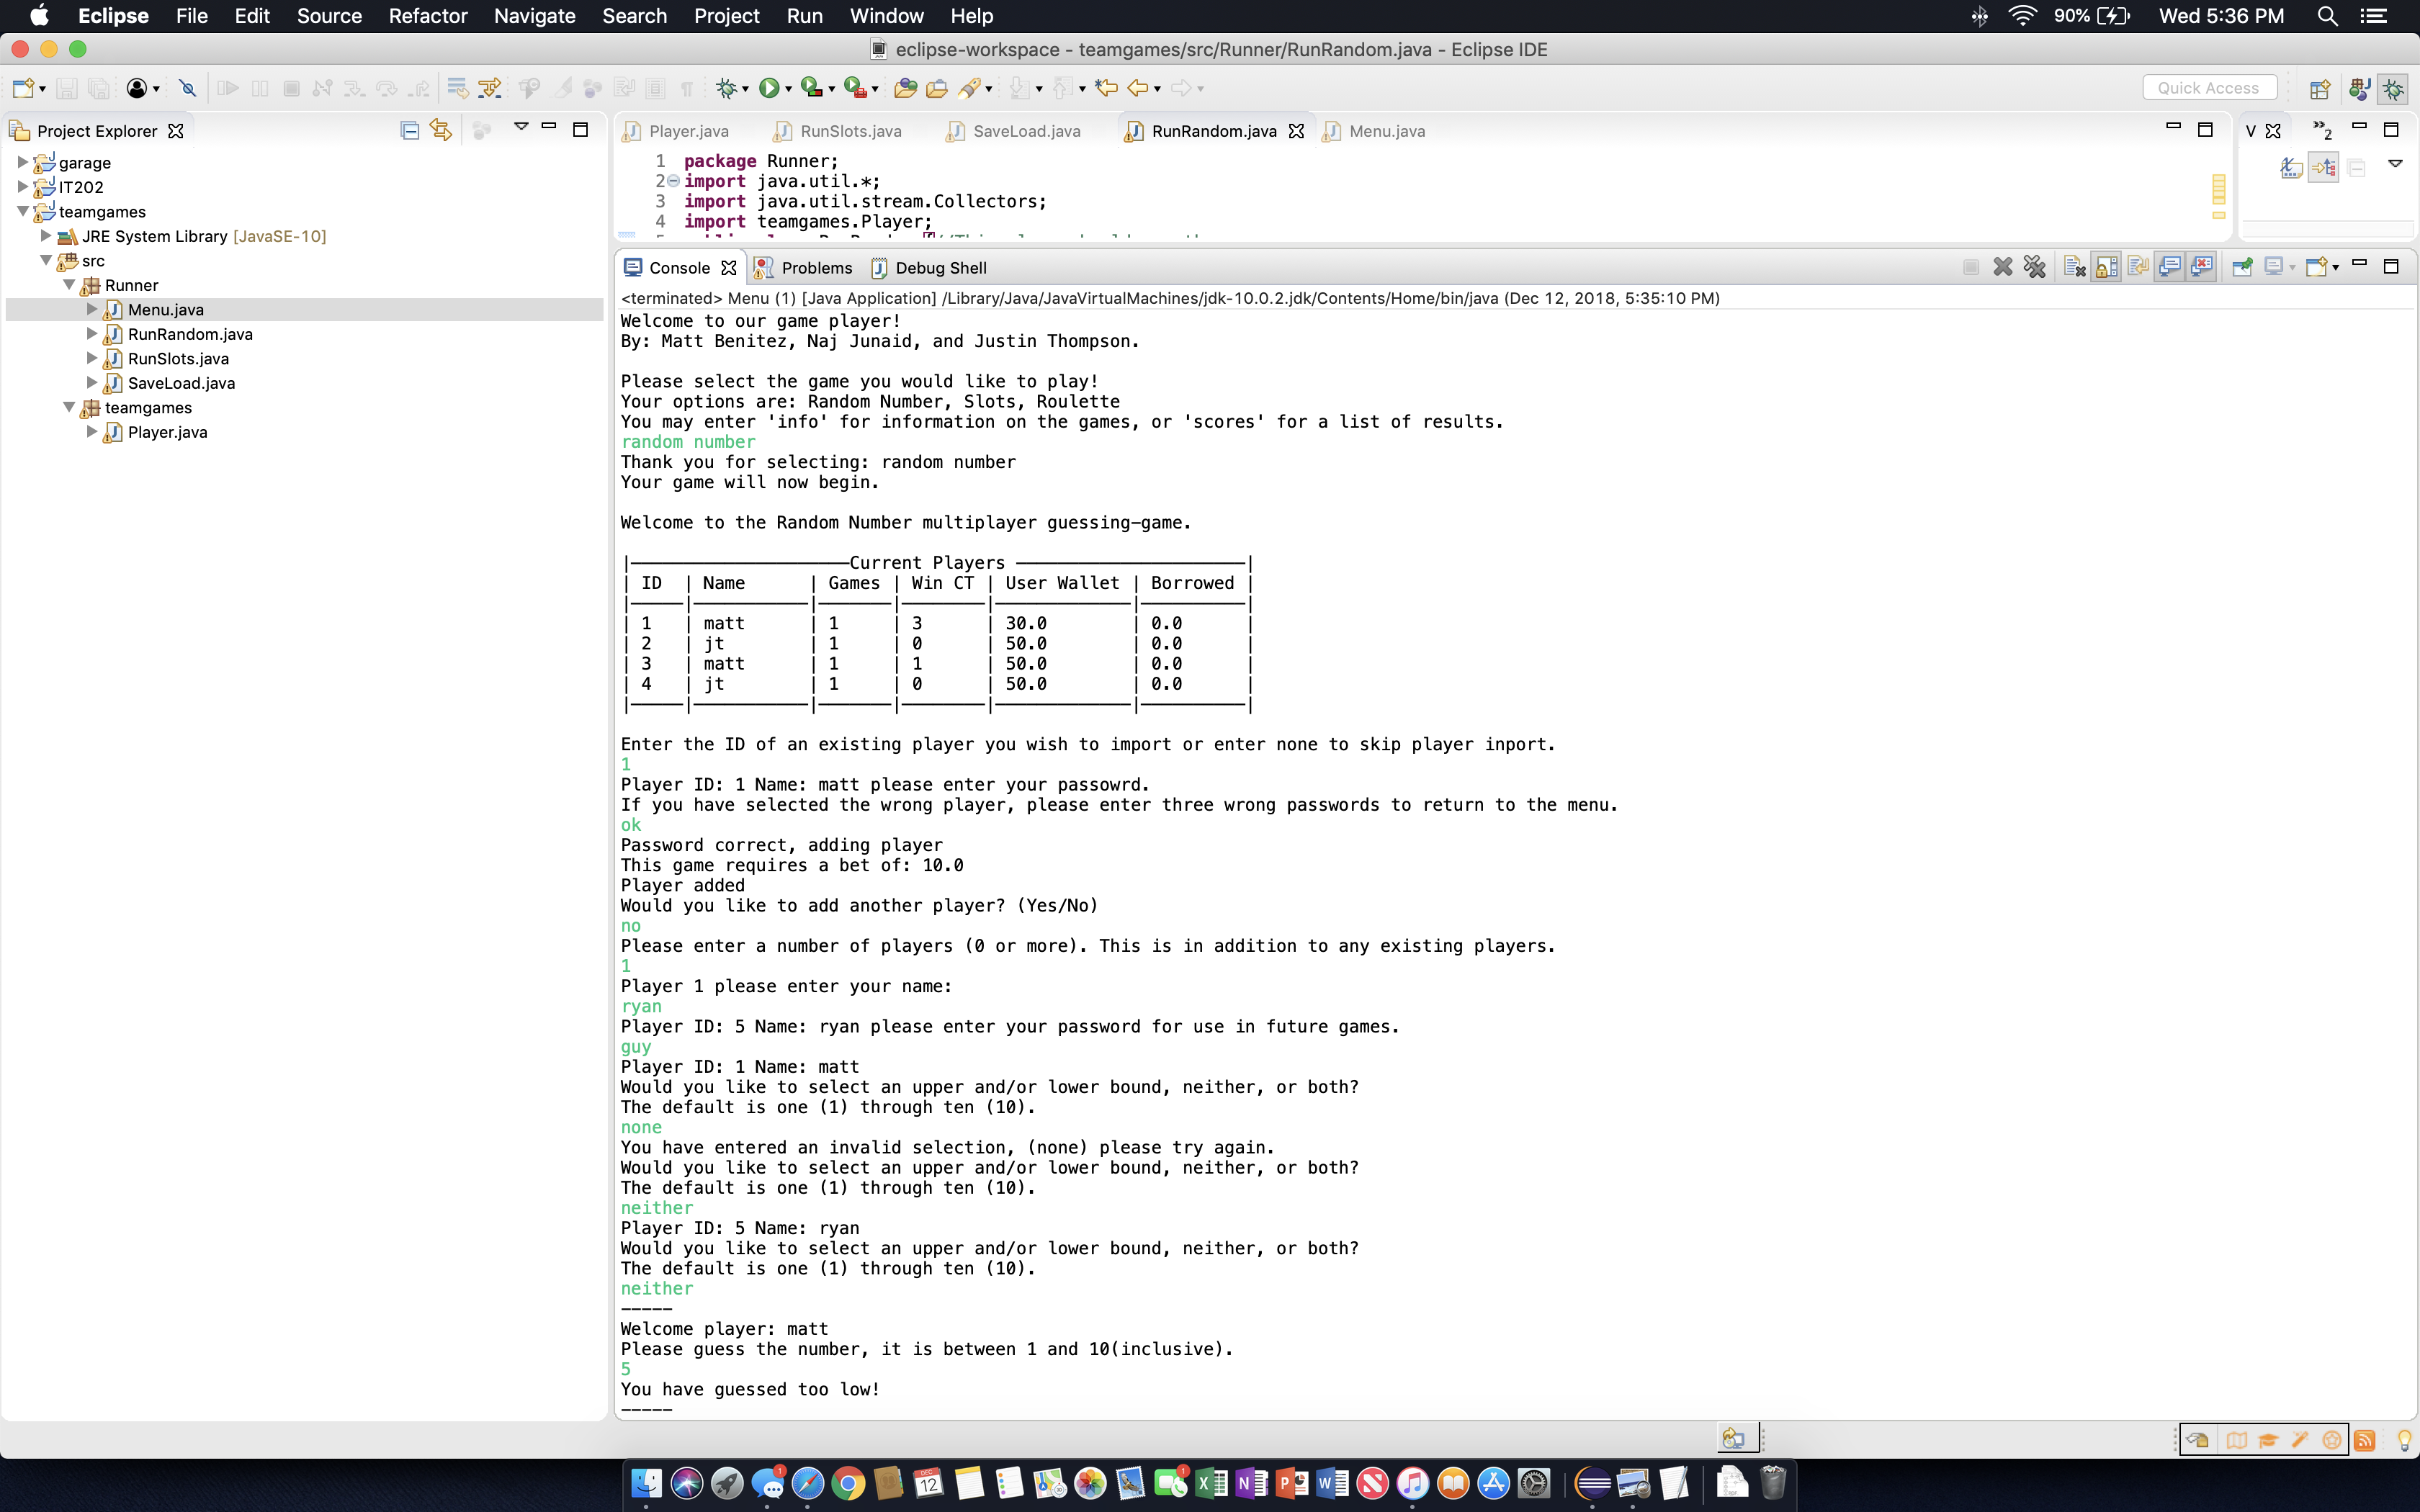 Eclipse File Edit Source Refactor Navigate Search Project Run Window Help 90% Wed 5:36 PM
eclipse-workspace - teamgames/src/Runner/RunRandom.java - Eclipse IDE
Quick Access
Project Explorer
garage
IT202
teamgames
JRE System Library [JavaSE-10]
src
Runner
Menu.java
RunRandom.java
RunSlots.java
SaveLoad.java
teamgames
Player.java
Player.java RunSlots.java SaveLoad.java RunRandom.java Menu.java
1 package Runner;
2 import java.util.*;
3 import java.util.stream.Collectors;
4 import teamgames.Player;
V
2
Console Problems Debug Shell
<terminated> Menu (1) [Java Application] /Library/Java/JavaVirtualMachines/jdk-10.0.2.jdk/Contents/Home/bin/java (Dec 12, 2018, 5:35:10 PM)
Welcome to our game player!
By: Matt Benitez, Naj Junaid, and Justin Thompson.
Please select the game you would like to play!
Your options are: Random Number, Slots, Roulette
You may enter 'info' for information on the games, or 'scores' for a list of results.
random number
Thank you for selecting: random number
Your game will now begin.
Welcome to the Random Number multiplayer guessing-game.
|—————————————————————Current Players ——————————————————————|
| ID | Name | Games | Win CT | User Wallet | Borrowed |
| 1 | matt | 1 | 3 | 30.0 | 0.0 |
| 2 | jt | 1 | 0 | 50.0 | 0.0 |
| 3 | matt | 1 | 1 | 50.0 | 0.0 |
| 4 | jt | 1 | 0 | 50.0 | 0.0 |
Enter the ID of an existing player you wish to import or enter none to skip player inport.
1
Player ID: 1 Name: matt please enter your passowrd.
If you have selected the wrong player, please enter three wrong passwords to return to the menu.
ok
Password correct, adding player
This game requires a bet of: 10.0
Player added
Would you like to add another player? (Yes/No)
no
Please enter a number of players (0 or more). This is in addition to any existing players.
1
Player 1 please enter your name:
ryan
Player ID: 5 Name: ryan please enter your password for use in future games.
guy
Player ID: 1 Name: matt
Would you like to select an upper and/or lower bound, neither, or both?
The default is one (1) through ten (10).
none
You have entered an invalid selection, (none) please try again.
Would you like to select an upper and/or lower bound, neither, or both?
The default is one (1) through ten (10).
neither
Player ID: 5 Name: ryan
Would you like to select an upper and/or lower bound, neither, or both?
The default is one (1) through ten (10).
neither
-----
Welcome player: matt
Please guess the number, it is between 1 and 10(inclusive).
5
You have guessed too low!
-----
DEC
12